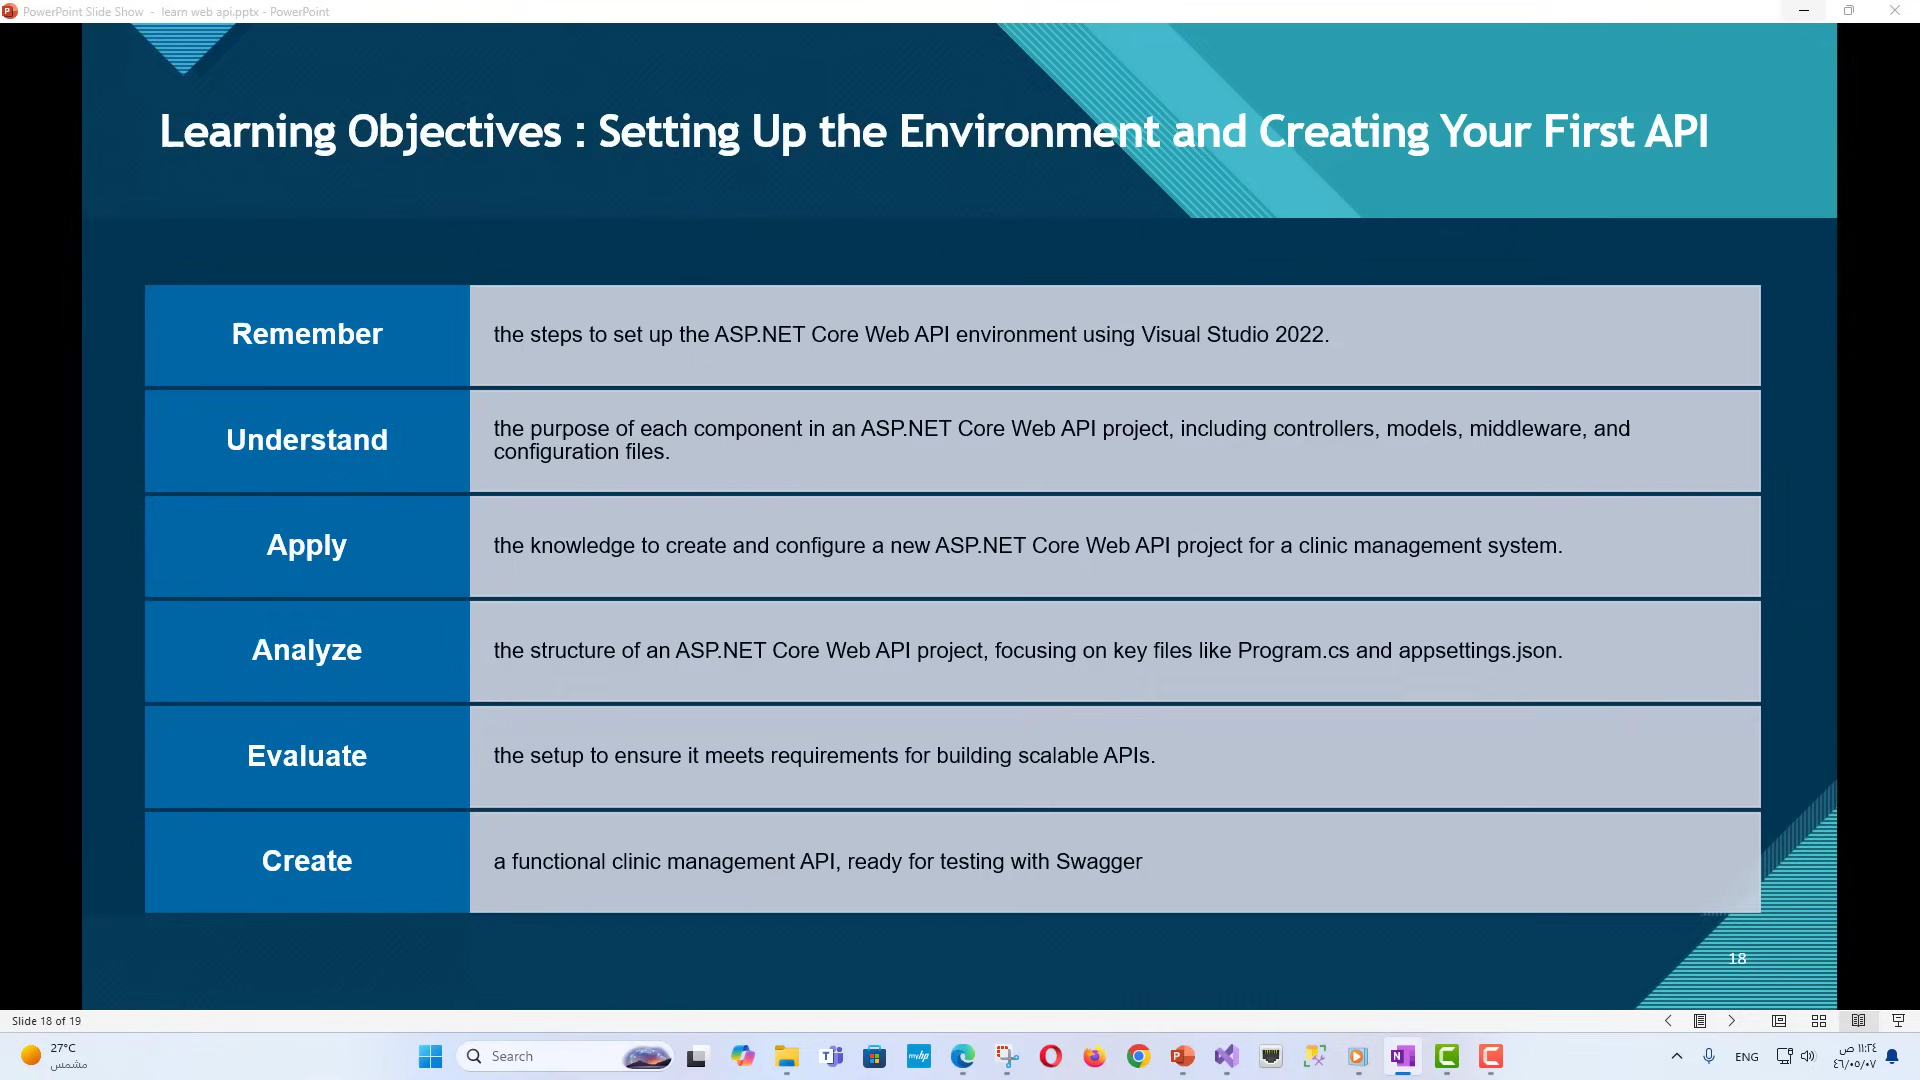 PowerPoint Slide Show - learn web api.pptx - PowerPoint
Learning Objectives : Setting Up the Environment and Creating Your First API
Remember
the steps to set up the ASP.NET Core Web API environment using Visual Studio 2022.
Understand
the purpose of each component in an ASP.NET Core Web API project, including controllers, models, middleware, and
configuration files.
Apply
the knowledge to create and configure a new ASP.NET Core Web API project for a clinic management system.
Analyze
the structure of an ASP.NET Core Web API project, focusing on key files like Program.cs and appsettings.json.
Evaluate
the setup to ensure it meets requirements for building scalable APIs.
Create
a functional clinic management API, ready for testing with Swagger
18
Slide 18 of 19
27°C
مشمس
Search
myhp
ENG
١١:٢٤ ص
٤٦/٠٥/٠٧